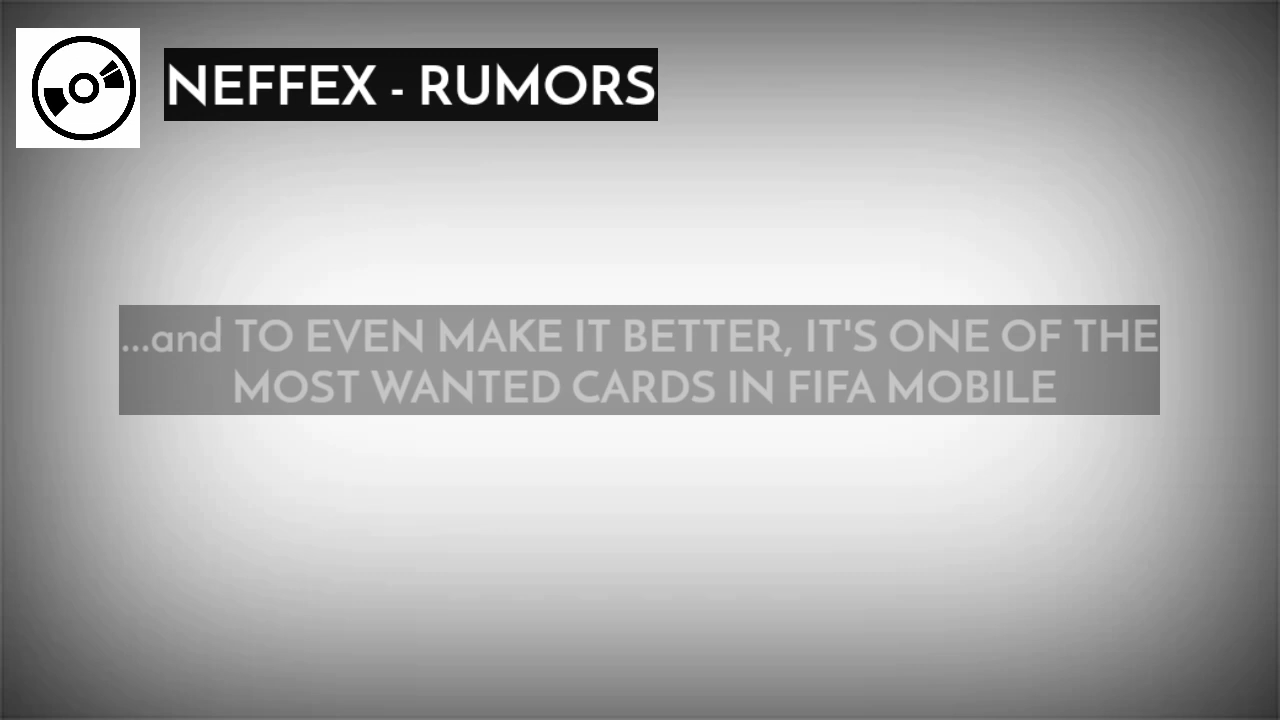 NEFFEX - RUMORS
...and TO EVEN MAKE IT BETTER, IT'S ONE OF THE
MOST WANTED CARDS IN FIFA MOBILE